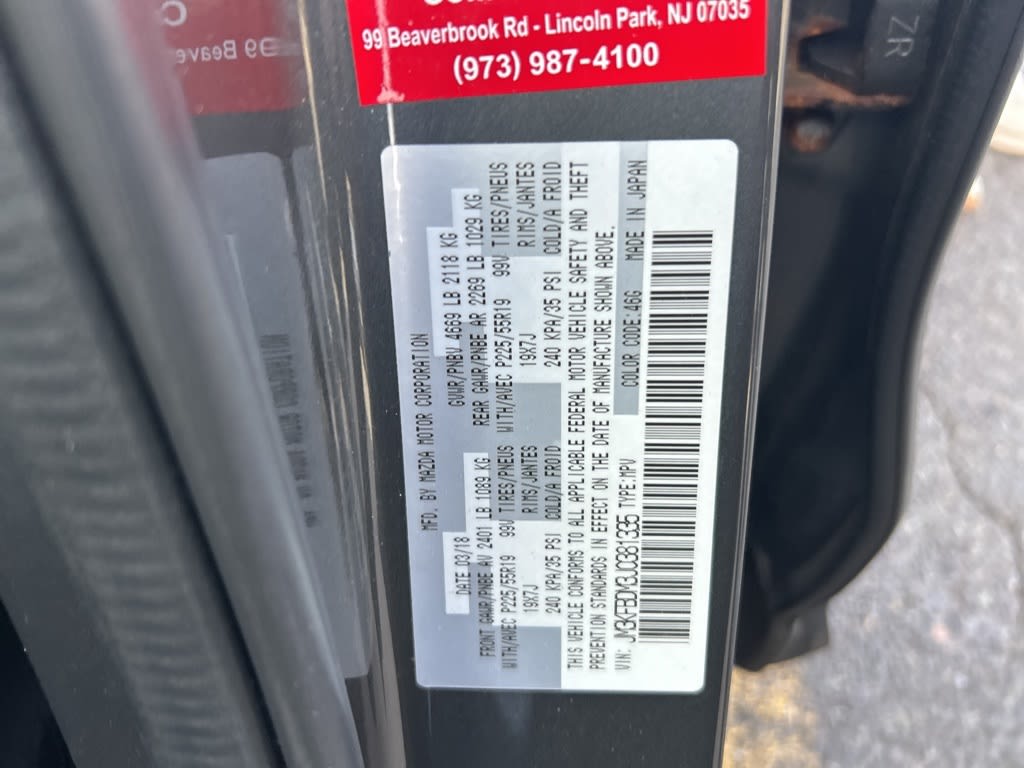 99 Beaverbrook Rd - Lincoln Park, NJ 07035
(973) 987-4100
ZR
MFD. BY MAZDA MOTOR CORPORATION
DATE 03/18 GVWR/PNBV 4669 LB 2118 KG
FRONT GAWR/PNBE AV 2401 LB 1089 KG REAR GAWR/PNBE AR 2269 LB 1029 KG
WITH/AVEC P225/55R19 99V TIRES/PNEUS WITH/AVEC P225/55R19 99V TIRES/PNEUS
19X7J RIMS/JANTES 19X7J RIMS/JANTES
240 KPA/35 PSI COLD/A FROID 240 KPA/35 PSI COLD/A FROID
THIS VEHICLE CONFORMS TO ALL APPLICABLE FEDERAL MOTOR VEHICLE SAFETY AND THEFT
PREVENTION STANDARDS IN EFFECT ON THE DATE OF MANUFACTURE SHOWN ABOVE.
VIN: JM3KFBDM3J0381395 TYPE:MPV COLOR CODE:46G MADE IN JAPAN